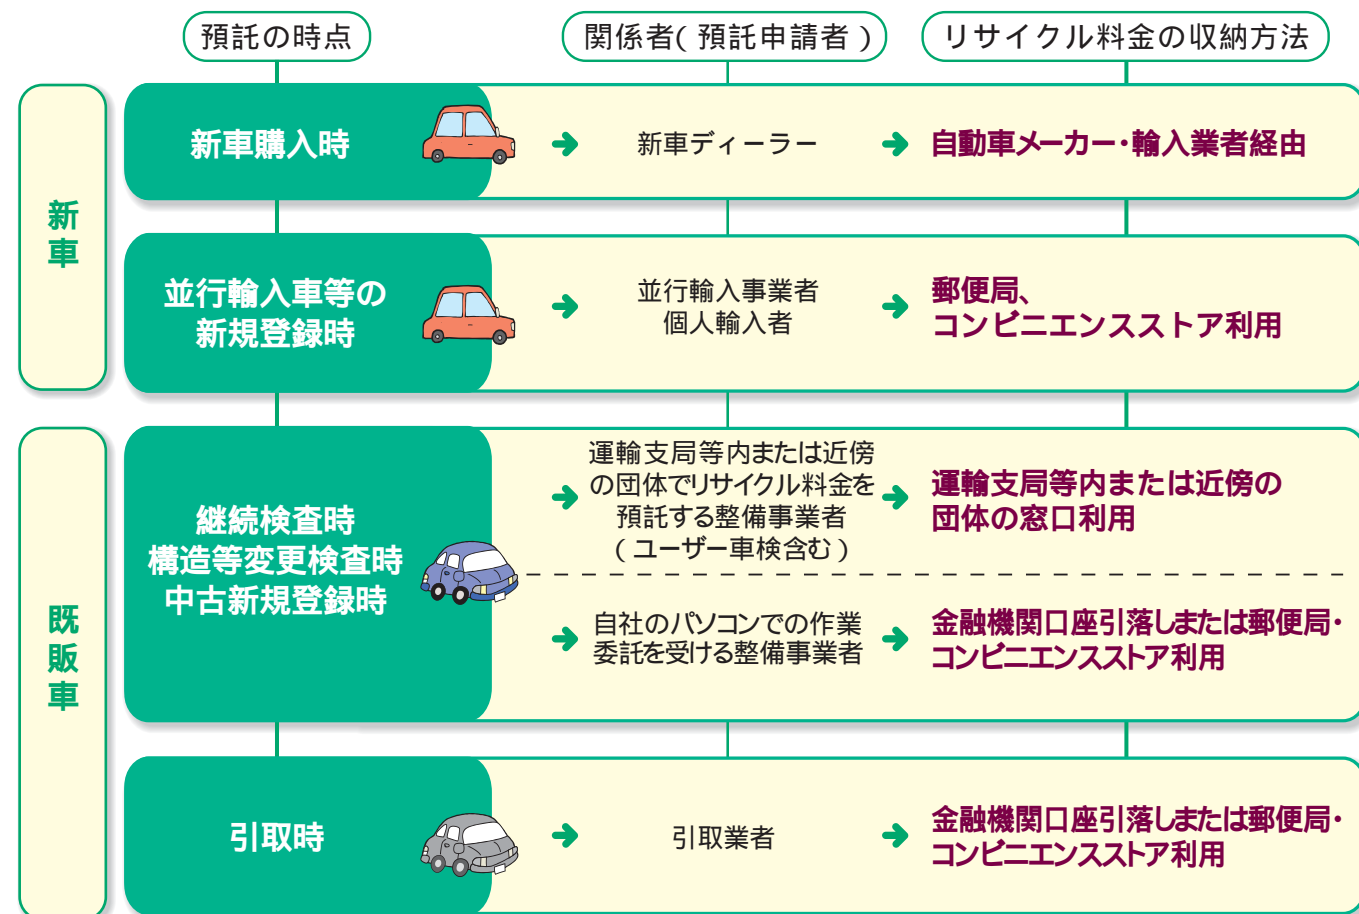 預託の時点
関係者(預託申請者)
リサイクル料金の収納方法
新車
新車購入時
新車ディーラー
自動車メーカー・輸入業者経由
並行輸入車等の
新規登録時
並行輸入事業者
個人輸入者
郵便局、
コンビニエンスストア利用
既販車
継続検査時
構造等変更検査時
中古新規登録時
運輸支局等内または近傍
の団体でリサイクル料金を
預託する整備事業者
(ユーザー車検含む)
運輸支局等内または近傍の
団体の窓口利用
自社のパソコンでの作業
委託を受ける整備事業者
金融機関口座引落しまたは郵便局・
コンビニエンスストア利用
引取時
引取業者
金融機関口座引落しまたは郵便局・
コンビニエンスストア利用